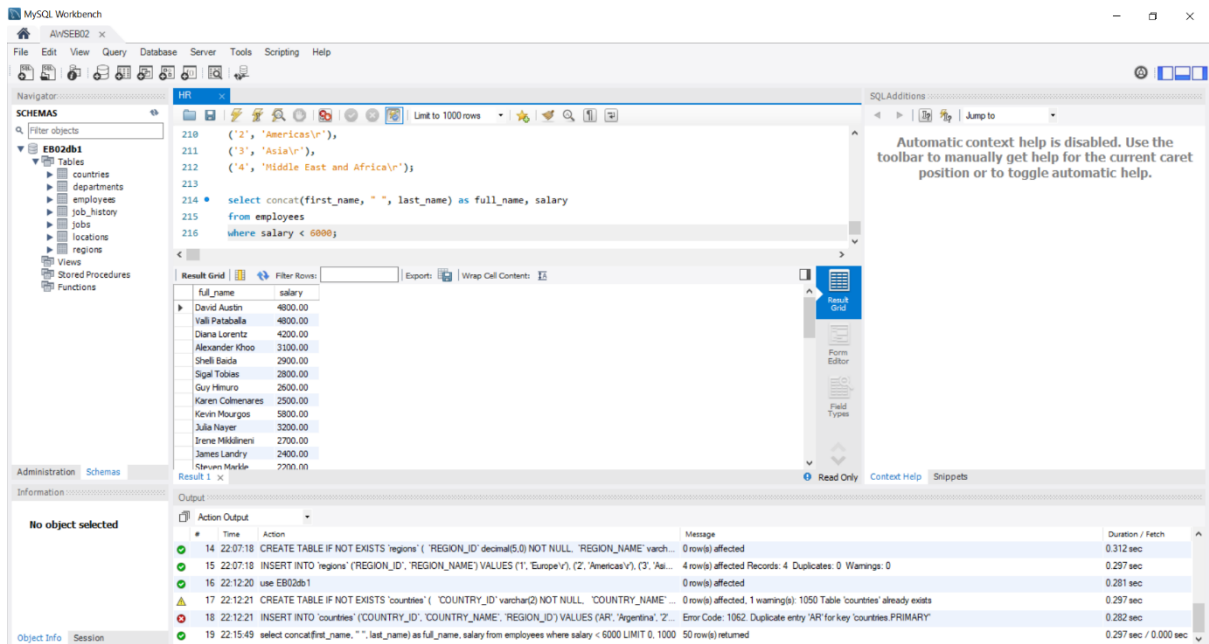 MySQL Workbench
AWSEB02
File Edit View Query Database Server Tools Scripting Help
Navigator
SCHEMAS
Filter objects
EB02db1
Tables
countries
departments
employees
job_history
jobs
locations
regions
Views
Stored Procedures
Functions
Administration Schemas
Information
No object selected
Object Info Session
HR
Limit to 1000 rows
210 ('2', 'Americas\r'),
211 ('3', 'Asia\r'),
212 ('4', 'Middle East and Africa\r');
213
214 select concat(first_name, " ", last_name) as full_name, salary
215 from employees
216 where salary < 6000;
Result Grid Filter Rows: Export: Wrap Cell Content:
full_name salary
David Austin 4800.00
Valli Pataballa 4800.00
Diana Lorentz 4200.00
Alexander Khoo 3100.00
Shelli Baida 2900.00
Sigal Tobias 2800.00
Guy Himuro 2600.00
Karen Colmenares 2500.00
Kevin Mourgos 5800.00
Julia Nayer 3200.00
Irene Mikkilineni 2700.00
James Landry 2400.00
Steven Markle 2200.00
Result Grid
Form Editor
Field Types
Result 1
Read Only
SQLAdditions
Jump to
Automatic context help is disabled. Use the
toolbar to manually get help for the current caret
position or to toggle automatic help.
Context Help Snippets
Output
Action Output
# Time Action Message Duration / Fetch
14 22:07:18 CREATE TABLE IF NOT EXISTS `regions` ( `REGION_ID` decimal(5,0) NOT NULL, `REGION_NAME` varch... 0 row(s) affected 0.312 sec
15 22:07:18 INSERT INTO `regions` (`REGION_ID`, `REGION_NAME`) VALUES ('1', 'Europe\r'), ('2', 'Americas\r'), ('3', 'Asi... 4 row(s) affected Records: 4 Duplicates: 0 Warnings: 0 0.297 sec
16 22:12:20 use EB02db1 0 row(s) affected 0.281 sec
17 22:12:21 CREATE TABLE IF NOT EXISTS `countries` ( `COUNTRY_ID` varchar(2) NOT NULL, `COUNTRY_NAME` ... 0 row(s) affected, 1 warning(s): 1050 Table 'countries' already exists 0.297 sec
18 22:12:21 INSERT INTO `countries` (`COUNTRY_ID`, `COUNTRY_NAME`, `REGION_ID`) VALUES ('AR', 'Argentina', '2'... Error Code: 1062. Duplicate entry 'AR' for key 'countries.PRIMARY' 0.282 sec
19 22:15:49 select concat(first_name, " ", last_name) as full_name, salary from employees where salary < 6000 LIMIT 0, 1000 50 row(s) returned 0.297 sec / 0.000 sec